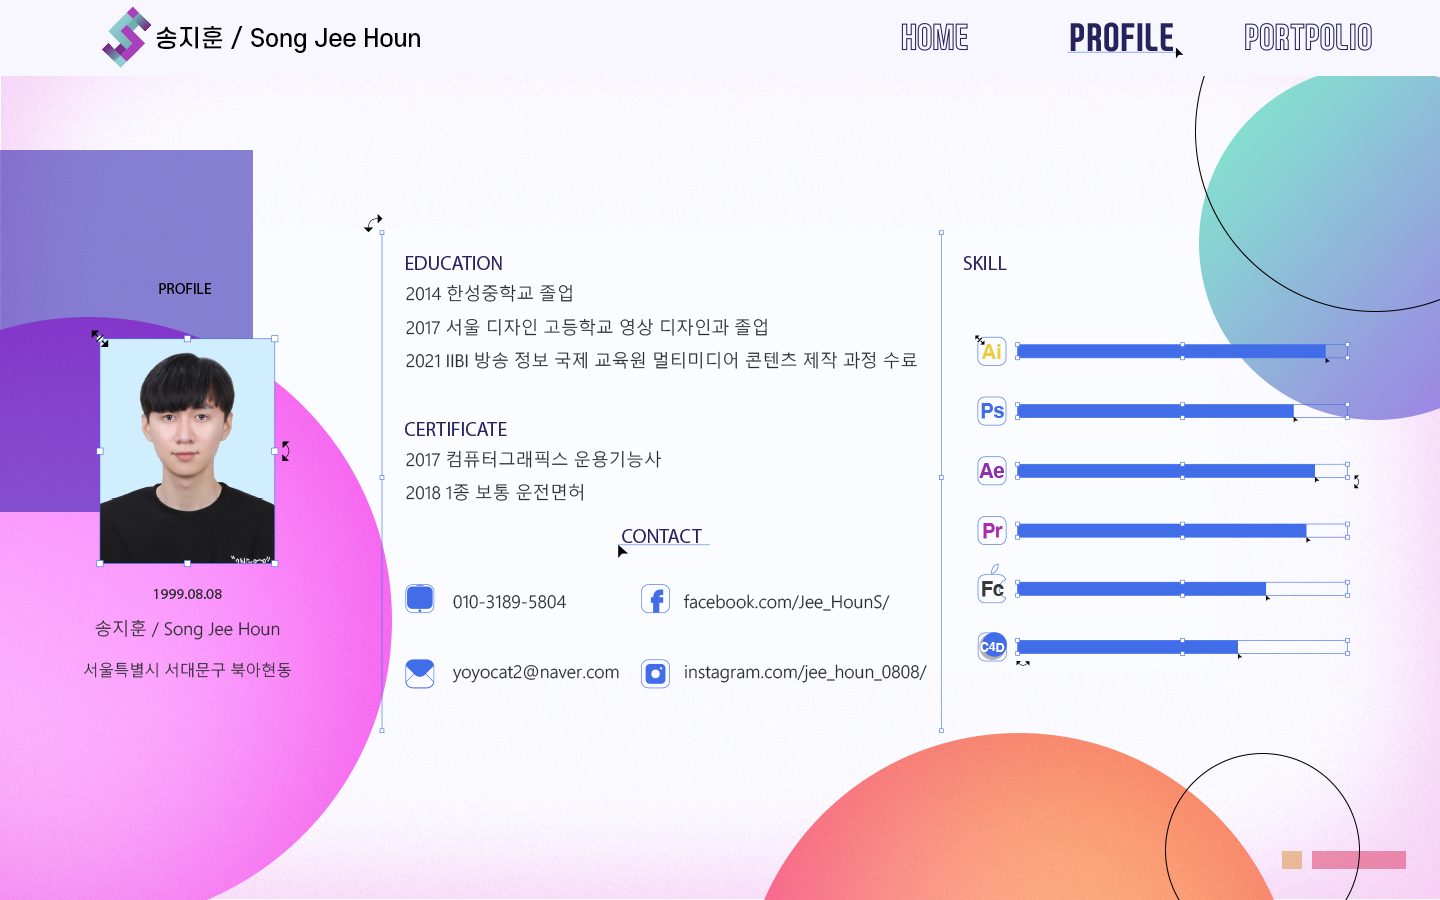 송지훈 / Song Jee Houn
HOME
PROFILE
PORTPOLIO
PROFILE
1999.08.08
송지훈 / Song Jee Houn
서울특별시 서대문구 북아현동
EDUCATION
2014 한성중학교 졸업
2017 서울 디자인 고등학교 영상 디자인과 졸업
2021 IIBI 방송 정보 국제 교육원 멀티미디어 콘텐츠 제작 과정 수료
CERTIFICATE
2017 컴퓨터그래픽스 운용기능사
2018 1종 보통 운전면허
CONTACT
010-3189-5804
facebook.com/Jee_HounS/
yoyocat2@naver.com
instagram.com/jee_houn_0808/
SKILL
Ai
Ps
Ae
Pr
Fc
C4D